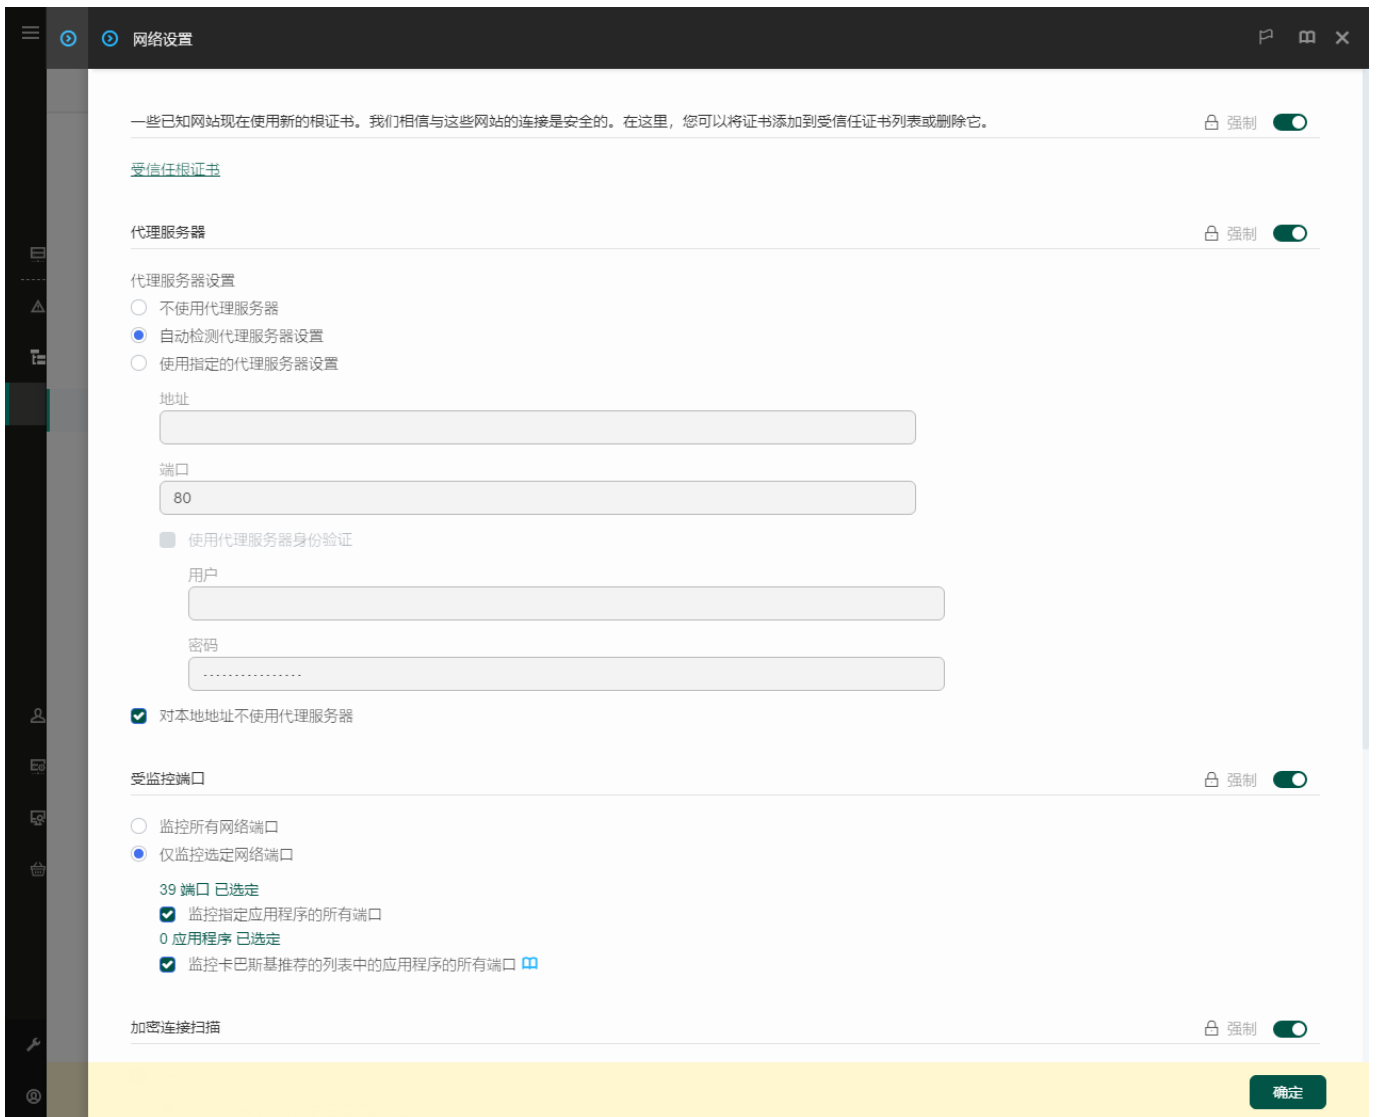 网络设置
一些已知网站现在使用新的根证书。我们相信与这些网站的连接是安全的。在这里，您可以将证书添加到受信任证书列表或删除它。
强制
受信任根证书
代理服务器
强制
代理服务器设置
不使用代理服务器
自动检测代理服务器设置
使用指定的代理服务器设置
地址
端口
80
使用代理服务器身份验证
用户
密码
对本地地址不使用代理服务器
受监控端口
强制
监控所有网络端口
仅监控选定网络端口
39 端口 已选定
监控指定应用程序的所有端口
0 应用程序 已选定
监控卡巴斯基推荐的列表中的应用程序的所有端口
加密连接扫描
强制
确定